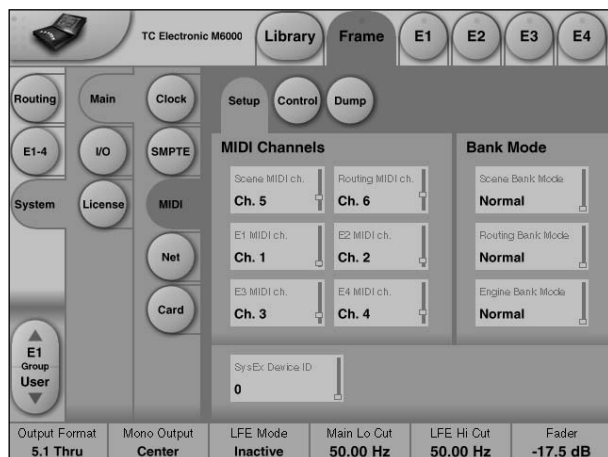 TC Electronic M6000
Library
Frame
E1
E2
E3
E4
Routing
Main
Clock
Setup
Control
Dump
E1-4
I/O
SMPTE
MIDI Channels
Bank Mode
Scene MIDI ch.
Ch. 5
Routing MIDI ch.
Ch. 6
Scene Bank Mode
Normal
System
License
MIDI
E1 MIDI ch.
Ch. 1
E2 MIDI ch.
Ch. 2
Routing Bank Mode
Normal
Net
E3 MIDI ch.
Ch. 3
E4 MIDI ch.
Ch. 4
Engine Bank Mode
Normal
Card
E1
Group
User
SysEx Device ID
0
Output Format
5.1 Thru
Mono Output
Center
LFE Mode
Inactive
Main Lo Cut
50.00 Hz
LFE Hi Cut
50.00 Hz
Fader
-17.5 dB